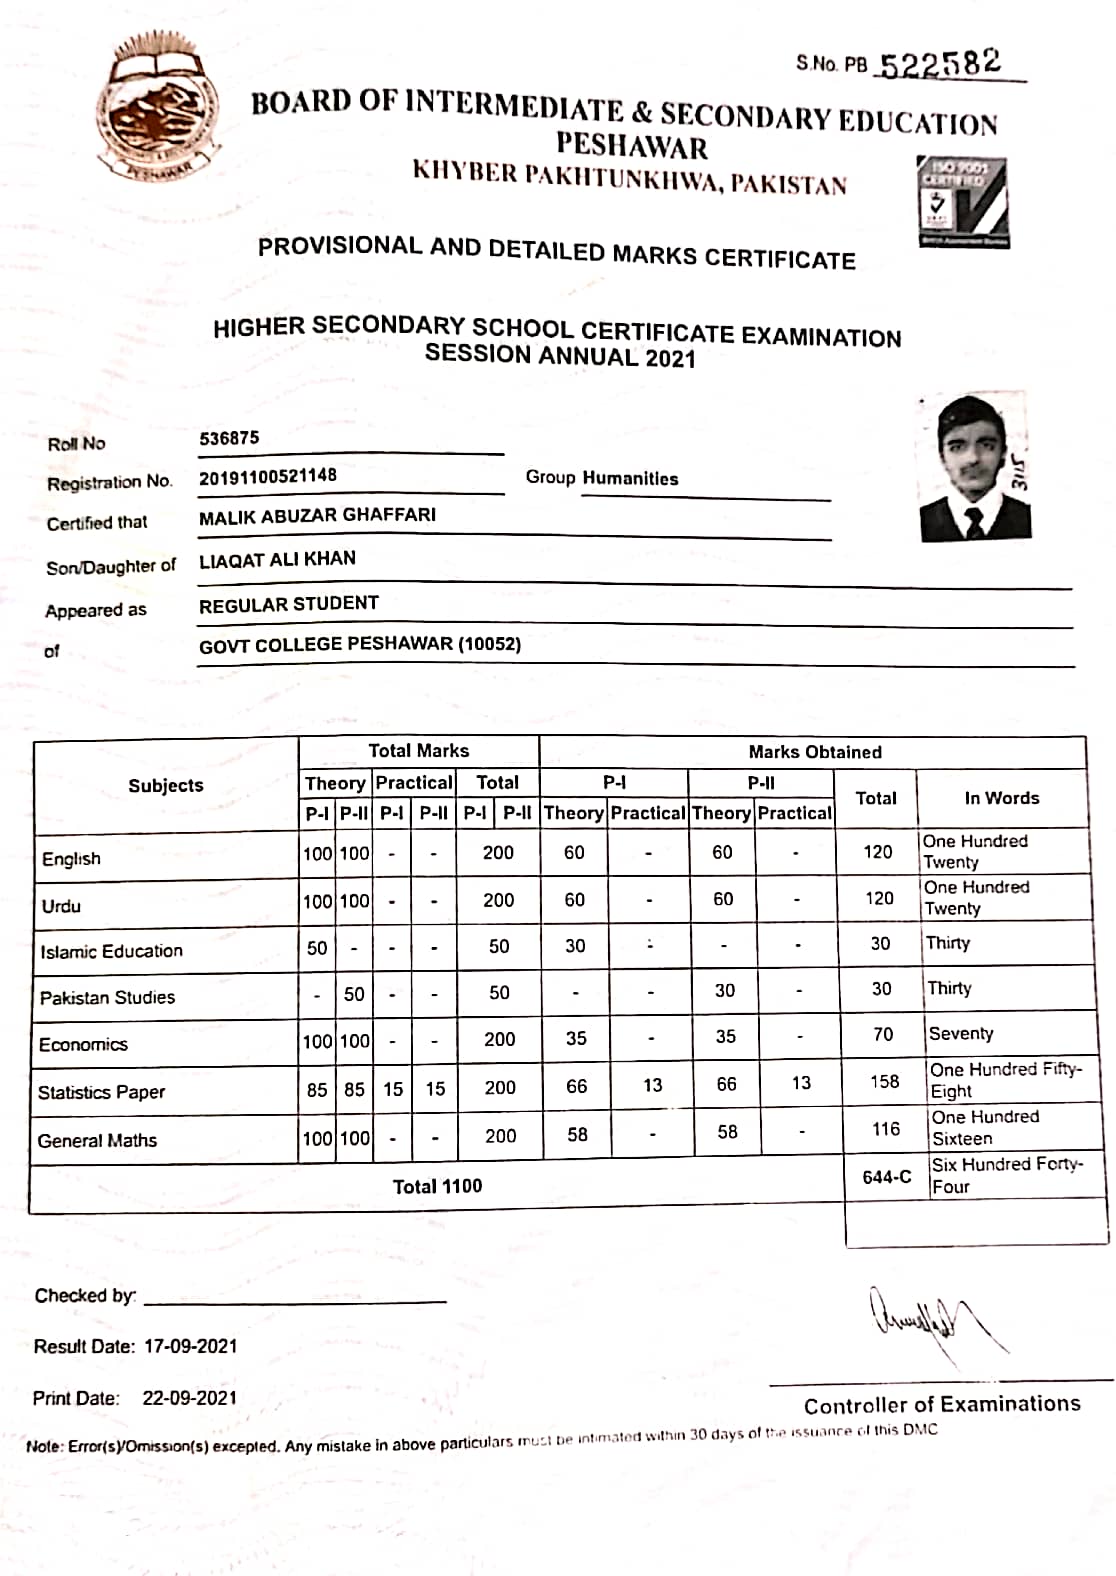 S.No. PB 522582
BOARD OF INTERMEDIATE & SECONDARY EDUCATION
PESHAWAR
KHYBER PAKHTUNKHWA, PAKISTAN
PESHAWAR
ISO 9001
CERTIFIED
PROVISIONAL AND DETAILED MARKS CERTIFICATE
HIGHER SECONDARY SCHOOL CERTIFICATE EXAMINATION
SESSION ANNUAL 2021
3115
Roll No 536875
Registration No. 20191100521148 Group Humanities
Certified that MALIK ABUZAR GHAFFARI
Son/Daughter of LIAQAT ALI KHAN
Appeared as REGULAR STUDENT
of GOVT COLLEGE PESHAWAR (10052)
Subjects Total Marks Marks Obtained
Theory Practical Total P-I P-II Total In Words
P-I P-II P-I P-II P-I P-II Theory Practical Theory Practical
English 100 100 - - 200 60 - 60 - 120 One Hundred
Twenty
Urdu 100 100 - - 200 60 - 60 - 120 One Hundred
Twenty
Islamic Education 50 - - - 50 30 - - - 30 Thirty
Pakistan Studies - 50 - - 50 - - 30 - 30 Thirty
Economics 100 100 - - 200 35 - 35 - 70 Seventy
Statistics Paper 85 85 15 15 200 66 13 66 13 158 One Hundred Fifty-
Eight
General Maths 100 100 - - 200 58 - 58 - 116 One Hundred
Sixteen
Total 1100 644-C Six Hundred Forty-
Four
Checked by:
Result Date: 17-09-2021
Print Date: 22-09-2021
Controller of Examinations
Note: Error(s)/Omission(s) excepted. Any mistake in above particulars must be intimated within 30 days of the issuance of this DMC